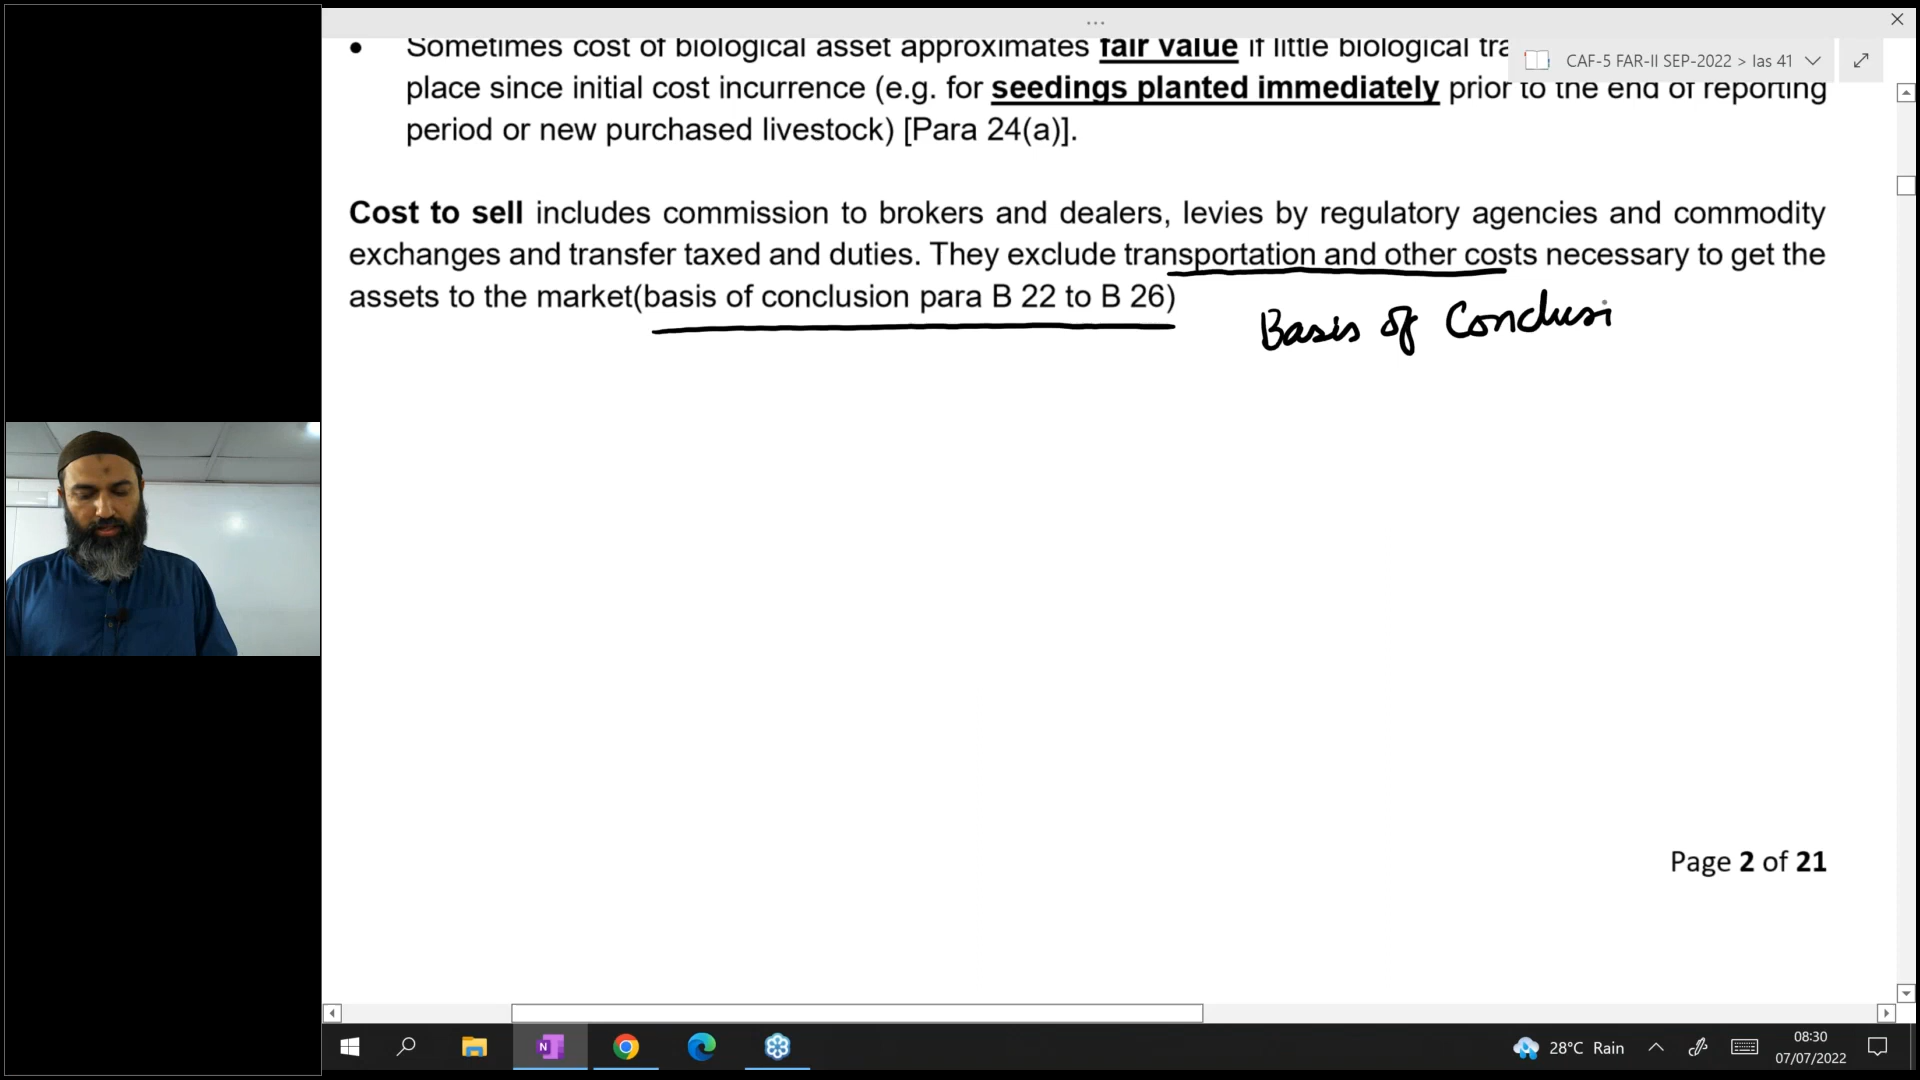 Sometimes cost of biological asset approximates fair value if little biological tra
CAF-5 FAR-II SEP-2022 > Ias 41
place since initial cost incurrence (e.g. for seedings planted immediately prior to the end of reporting
period or new purchased livestock) [Para 24(a)].
Cost to sell includes commission to brokers and dealers, levies by regulatory agencies and commodity
exchanges and transfer taxed and duties. They exclude transportation and other costs necessary to get the
assets to the market(basis of conclusion para B 22 to B 26)
Basis of Conclusi
Page 2 of 21
28°C Rain
08:30
07/07/2022